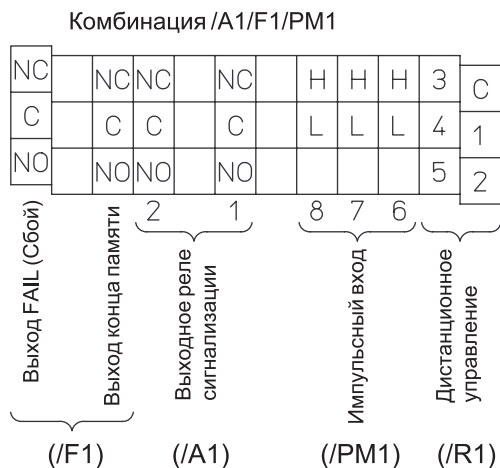 Комбинация /A1/F1/PM1
NC NC NC NC H H H 3 C
C C C C L L L 4 1
NO NO NO NO 5 2
2 1 8 7 6
Выход FAIL (Сбой)
Выход конца памяти
Выходное реле
сигнализации
Импульсный вход
Дистанционное
управление
(/F1) (/A1) (/PM1) (/R1)